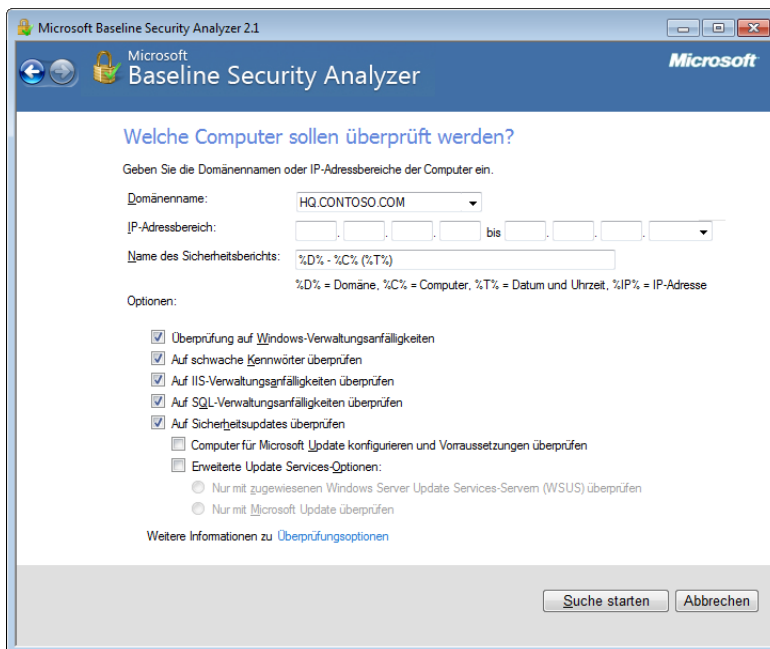 Microsoft Baseline Security Analyzer 2.1
Microsoft
Baseline Security Analyzer
Microsoft
Welche Computer sollen überprüft werden?
Geben Sie die Domänennamen oder IP-Adressbereiche der Computer ein.
Domänenname: HQ.CONTOSO.COM
IP-Adressbereich: . . . bis . . .
Name des Sicherheitsberichts: %D% - %C% (%T%)
%D% = Domäne, %C% = Computer, %T% = Datum und Uhrzeit, %IP% = IP-Adresse
Optionen:
Überprüfung auf Windows-Verwaltungsanfälligkeiten
Auf schwache Kennwörter überprüfen
Auf IIS-Verwaltungsanfälligkeiten überprüfen
Auf SQL-Verwaltungsanfälligkeiten überprüfen
Auf Sicherheitsupdates überprüfen
Computer für Microsoft Update konfigurieren und Vorraussetzungen überprüfen
Erweiterte Update Services-Optionen:
Nur mit zugewiesenen Windows Server Update Services-Servern (WSUS) überprüfen
Nur mit Microsoft Update überprüfen
Weitere Informationen zu Überprüfungsoptionen
Suche starten Abbrechen